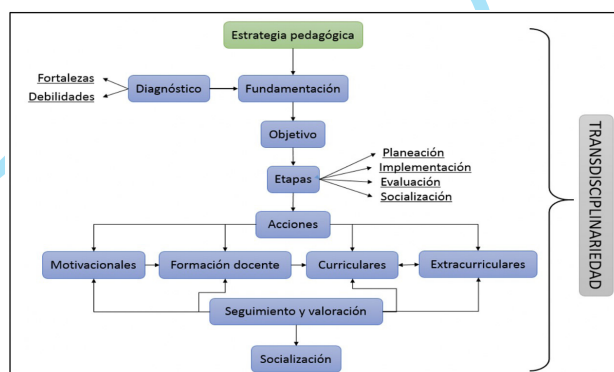 Estrategia pedagógica
Fortalezas
Debilidades
Diagnóstico
Fundamentación
Objetivo
Etapas
Planeación
Implementación
Evaluación
Socialización
Acciones
Motivacionales
Formación docente
Curriculares
Extracurriculares
Seguimiento y valoración
Socialización
TRANSDISCIPLINARIEDAD